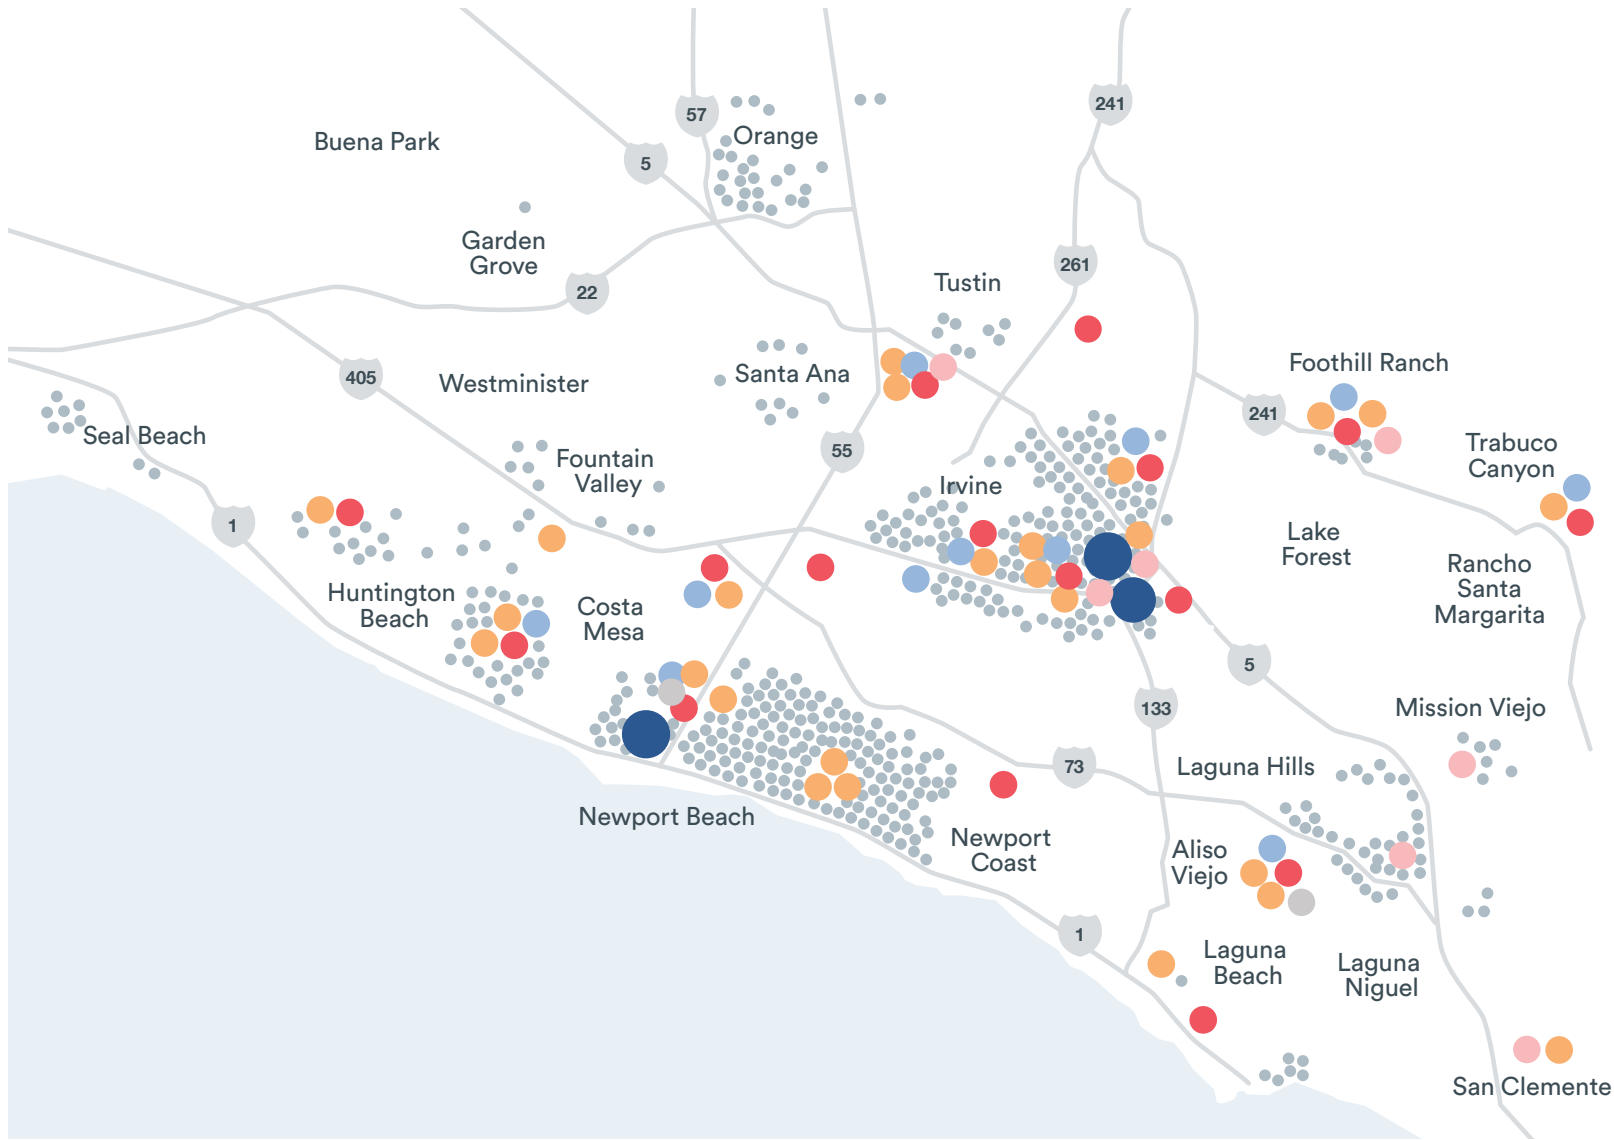 241
57
Orange
Buena Park
5
Garden
Grove
261
22
Tustin
Foothill Ranch
405
Westminister
Santa Ana
241
Seal Beach
Trabuco
Canyon
55
Fountain
Valley
Irvine
1
Lake
Forest
Rancho
Santa
Margarita
Huntington
Beach
Costa
Mesa
5
133
Mission Viejo
73
Laguna Hills
Newport Beach
Newport
Coast
Aliso
Viejo
1
Laguna
Beach
Laguna
Niguel
San Clemente